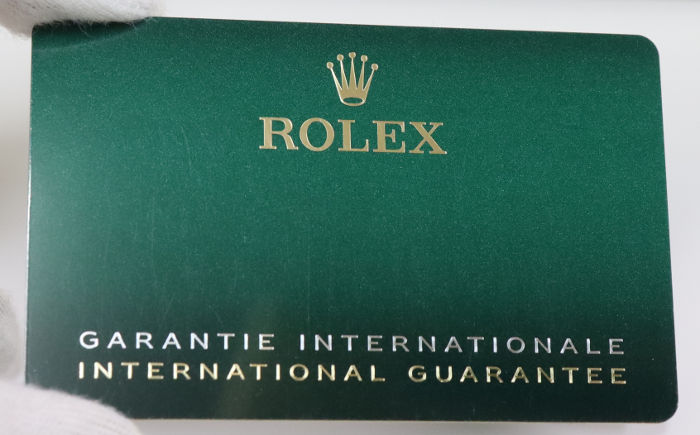 ROLEX
GARANTIE INTERNATIONALE
INTERNATIONAL GUARANTEE